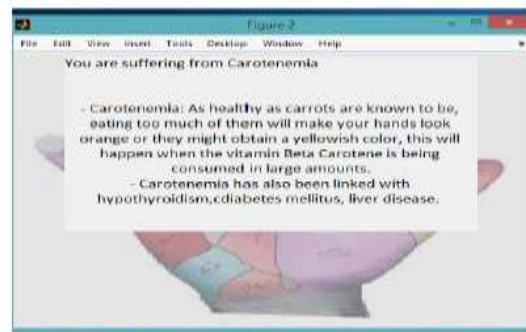 Figure 2
File Edit View Insert Tools Desktop Window Help
You are suffering from Carotenemia
- Carotenemia: As healthy as carrots are known to be,
eating too much of them will make your hands look
orange or they might obtain a yellowish color, this will
happen when the vitamin Beta Carotene is being
consumed in large amounts.
- Carotenemia has also been linked with
hypothyroidism,cdiabetes mellitus, liver disease.